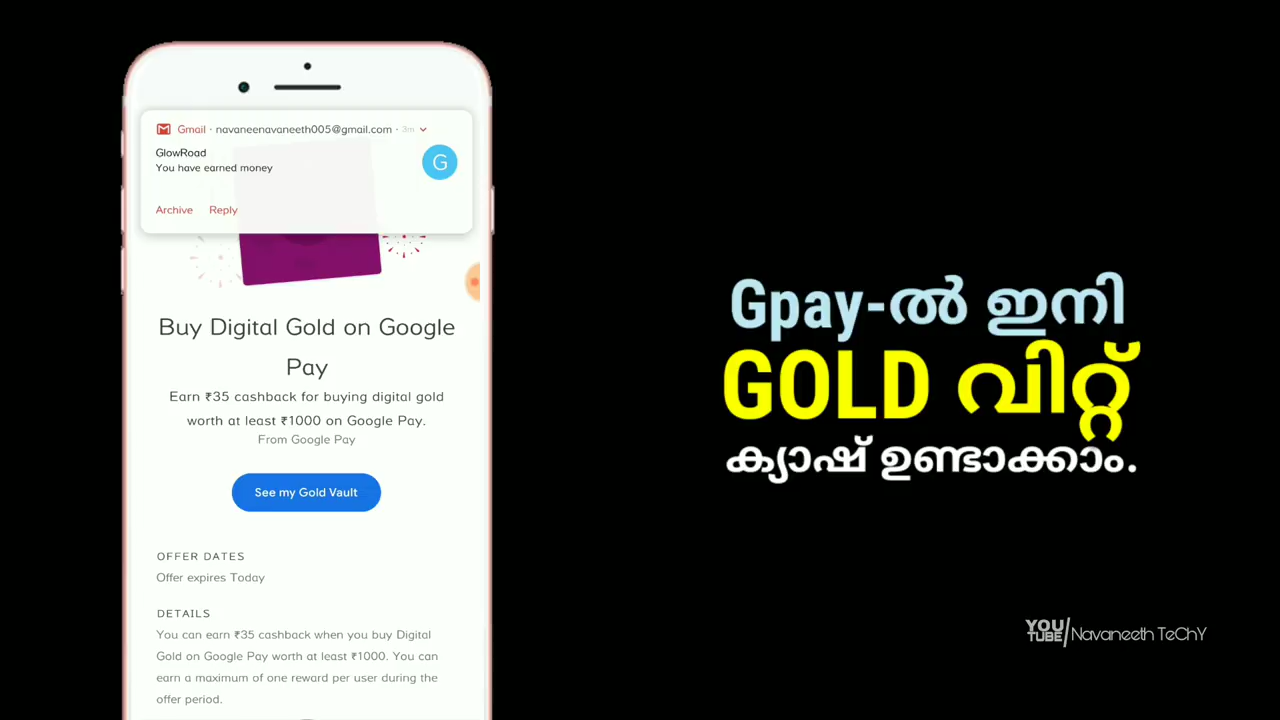 Gmail · navaneenavaneeth005@gmail.com · 3m
GlowRoad
You have earned money
G
Archive Reply
Buy Digital Gold on Google
Pay
Earn ₹35 cashback for buying digital gold
worth at least ₹1000 on Google Pay.
From Google Pay
See my Gold Vault
OFFER DATES
Offer expires Today
DETAILS
You can earn ₹35 cashback when you buy Digital
Gold on Google Pay worth at least ₹1000. You can
earn a maximum of one reward per user during the
offer period.
Gpay-ൽ ഇനി
GOLD വിറ്റ്
ക്യാഷ് ഉണ്ടാക്കാം.
YOU
TUBE/Navaneeth TeChY